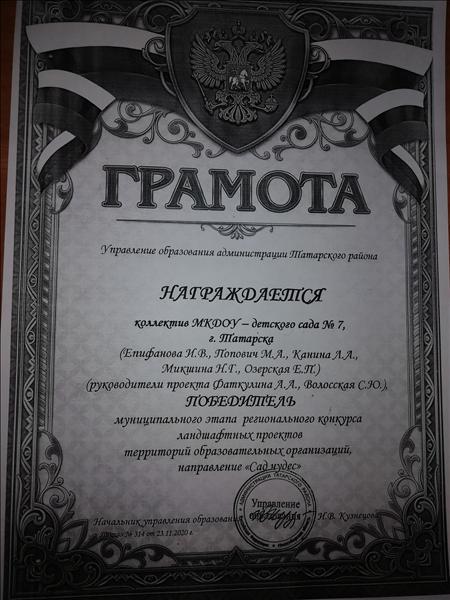 ГРАМОТА
Управление образования администрации Татарского района
НАГРАЖДАЕТСЯ
коллектив МКДОУ – детского сада № 7,
г. Татарска
(Епифанова И.В., Попович М.А., Канина Л.А.,
Микшина Н.Г., Озерская Е.П.)
(руководители проекта Фаткулина А.А., Волосская С.Ю.),
ПОБЕДИТЕЛЬ
муниципального этапа регионального конкурса
ландшафтных проектов
территорий образовательных организаций,
направление «Сад чудес»
Управление
Начальник управления образования Н.В. Кузнецова
№ 314 от 23.11.2020 г.